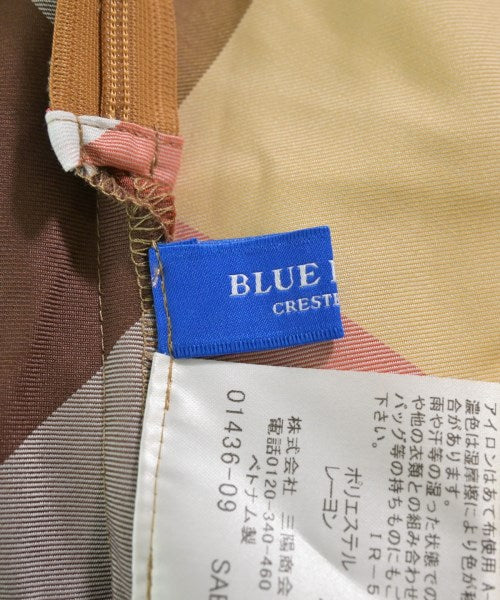 BLUE
CRESTE
アイロンはあて布使用
濃色は湿摩擦により色が
合があります。
雨や汗等の湿った状態での
や他の衣類との組み合わせ
バッグ等の持ちものにもご
下さい。
IR-5
ポリエステル
レーヨン
株式会社 三陽商会
電話0120-340-460
ベトナム製
01436-09